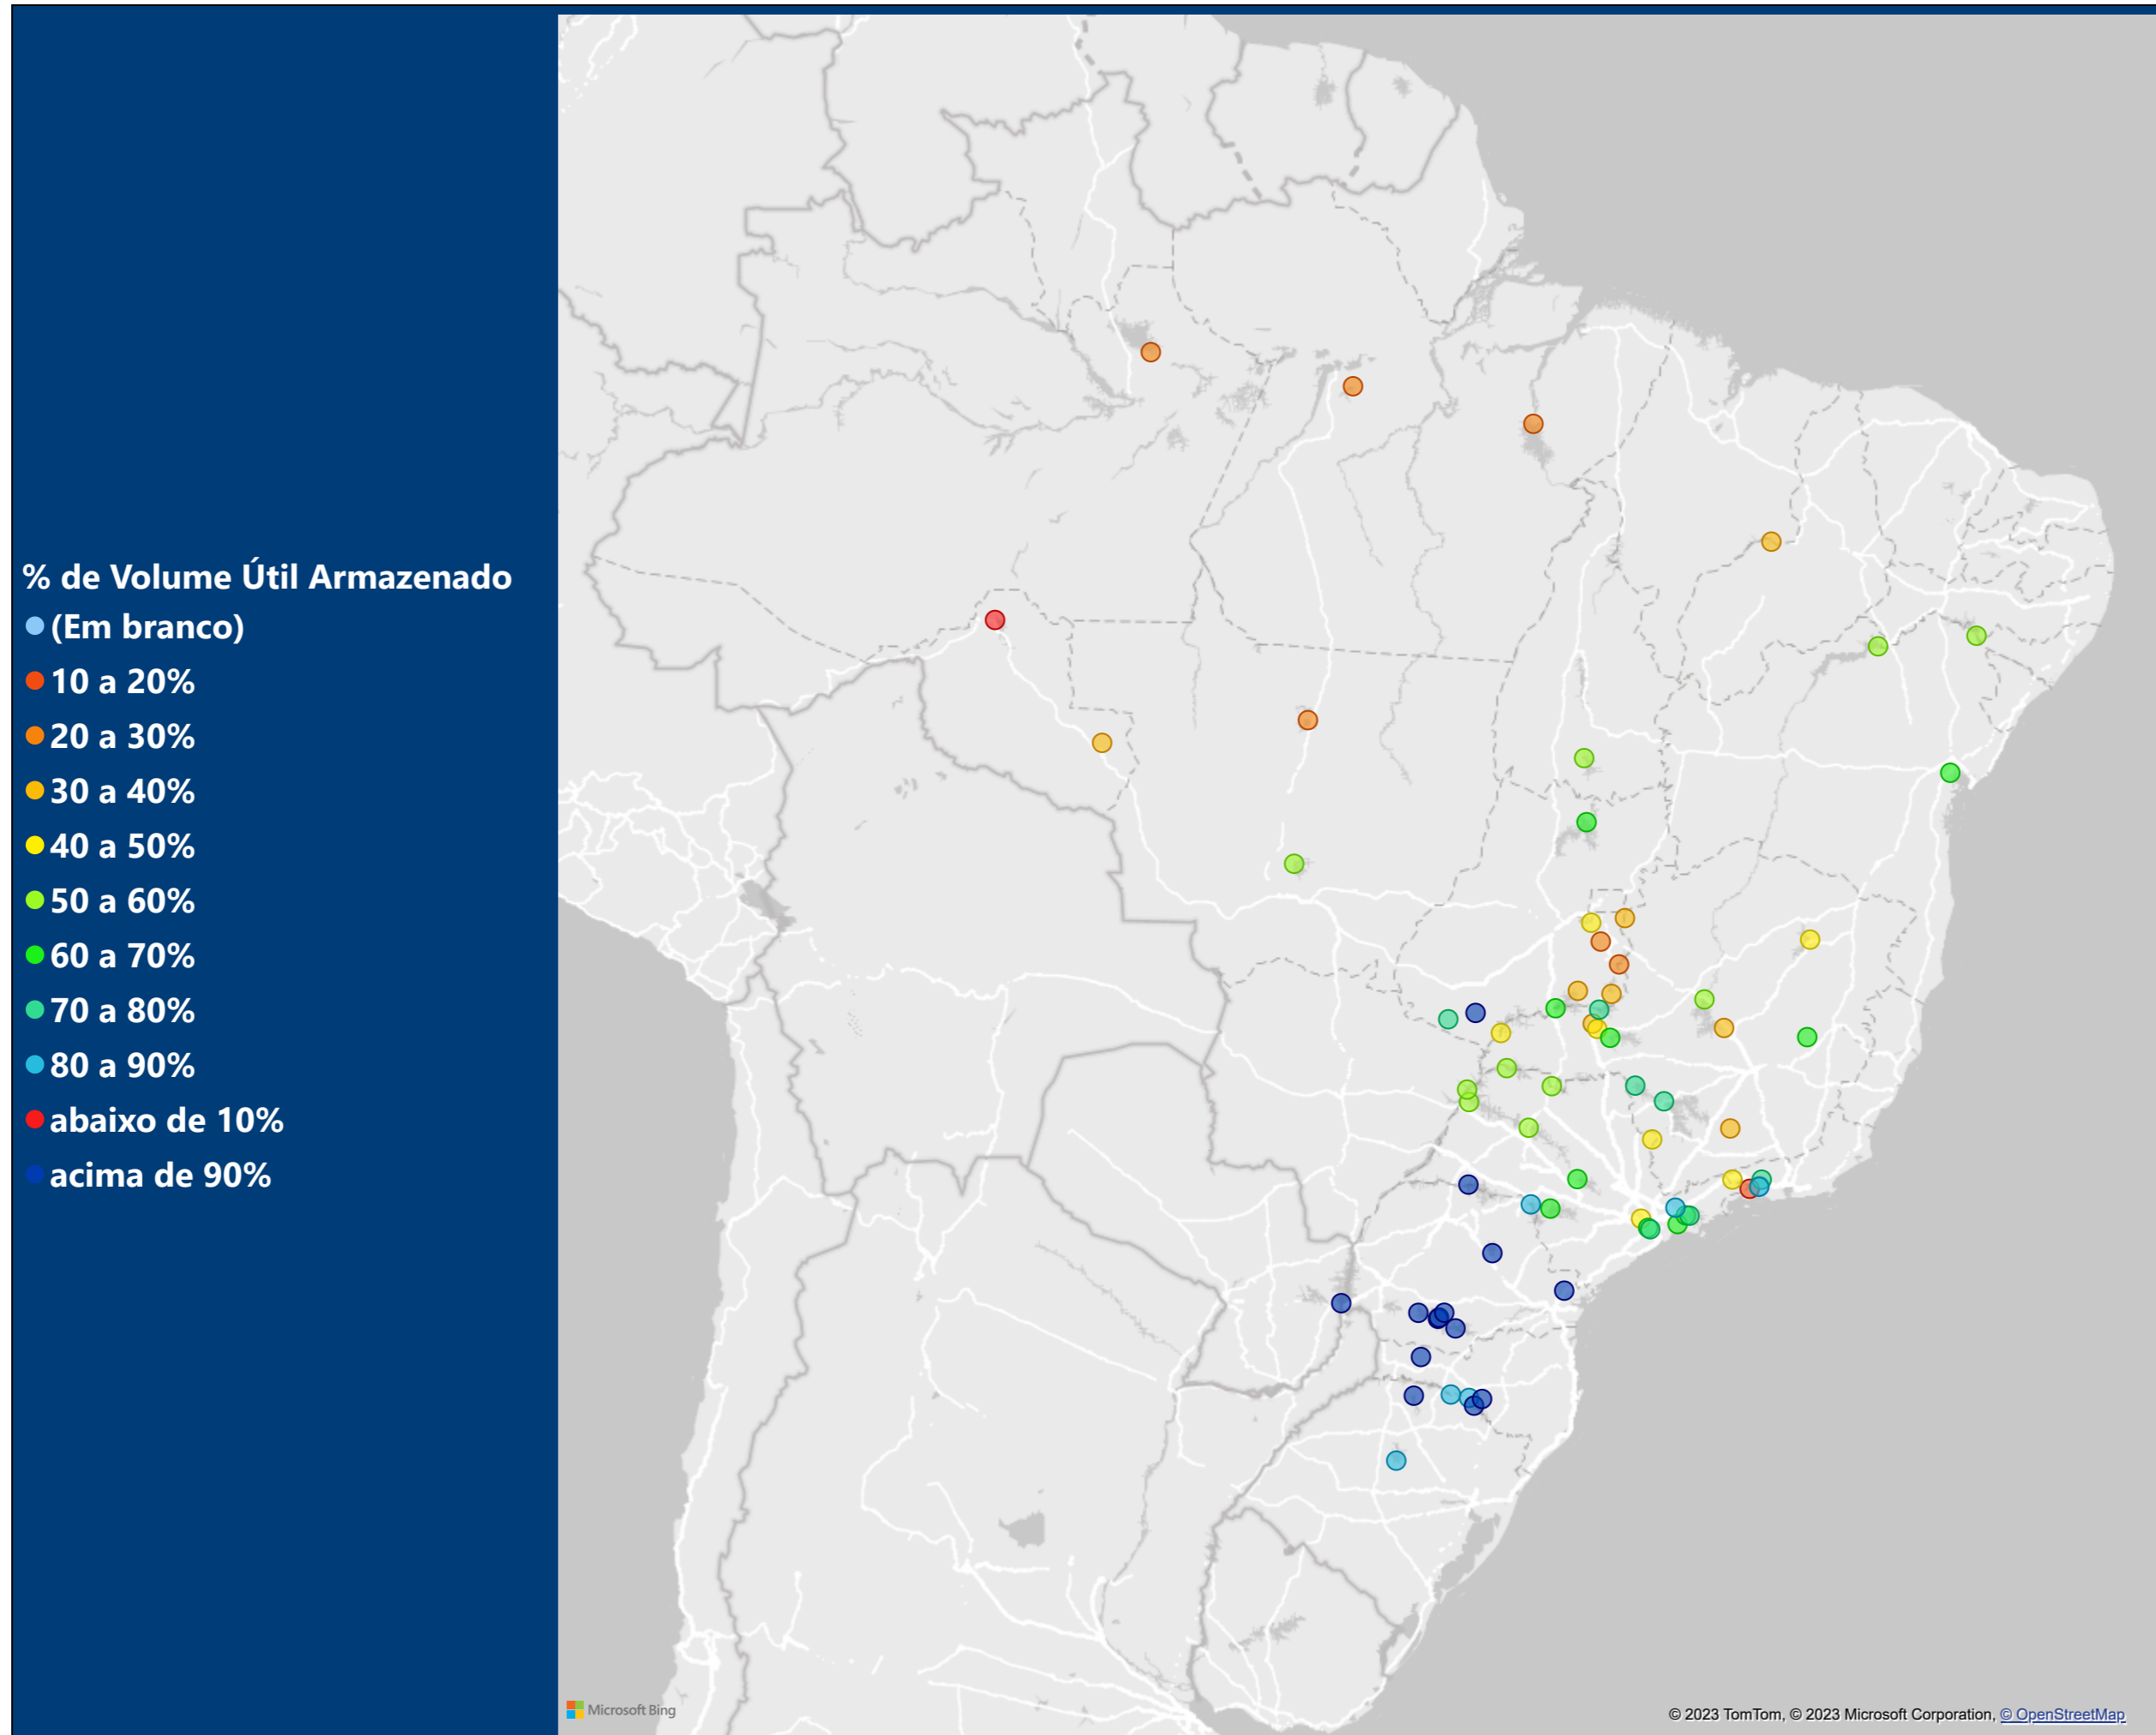 % de Volume Útil Armazenado
(Em branco)
10 a 20%
20 a 30%
30 a 40%
40 a 50%
50 a 60%
60 a 70%
70 a 80%
80 a 90%
abaixo de 10%
acima de 90%
Microsoft Bing
© 2023 TomTom, © 2023 Microsoft Corporation, © OpenStreetMap